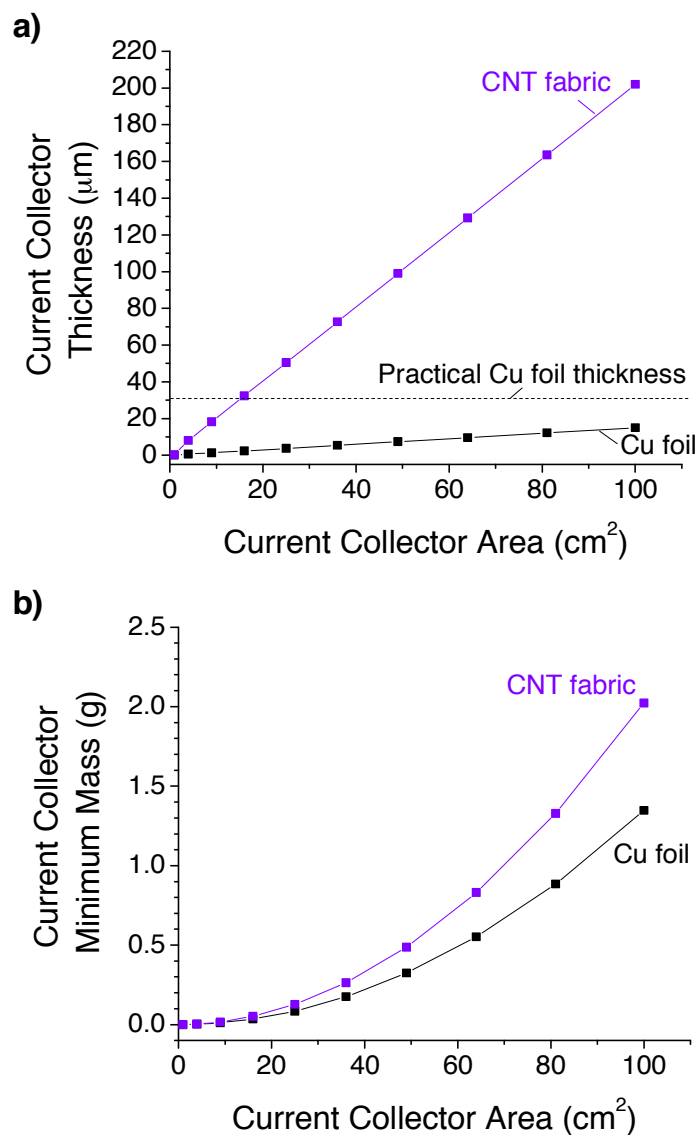 a)
220
200
180
160
140
120
100
80
60
40
20
0
Current Collector
Thickness (μm)
CNT fabric
Practical Cu foil thickness
Cu foil
0 20 40 60 80 100
Current Collector Area (cm²)
b)
2.5
2.0
1.5
1.0
0.5
0.0
Current Collector
Minimum Mass (g)
CNT fabric
Cu foil
0 20 40 60 80 100
Current Collector Area (cm²)